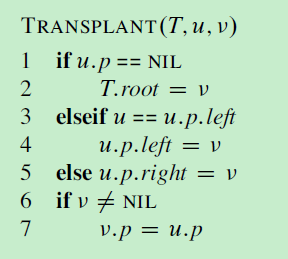 TRANSPLANT(T, u, v)
1 if u.p == NIL
2 T.root = v
3 elseif u == u.p.left
4 u.p.left = v
5 else u.p.right = v
6 if v ≠ NIL
7 v.p = u.p